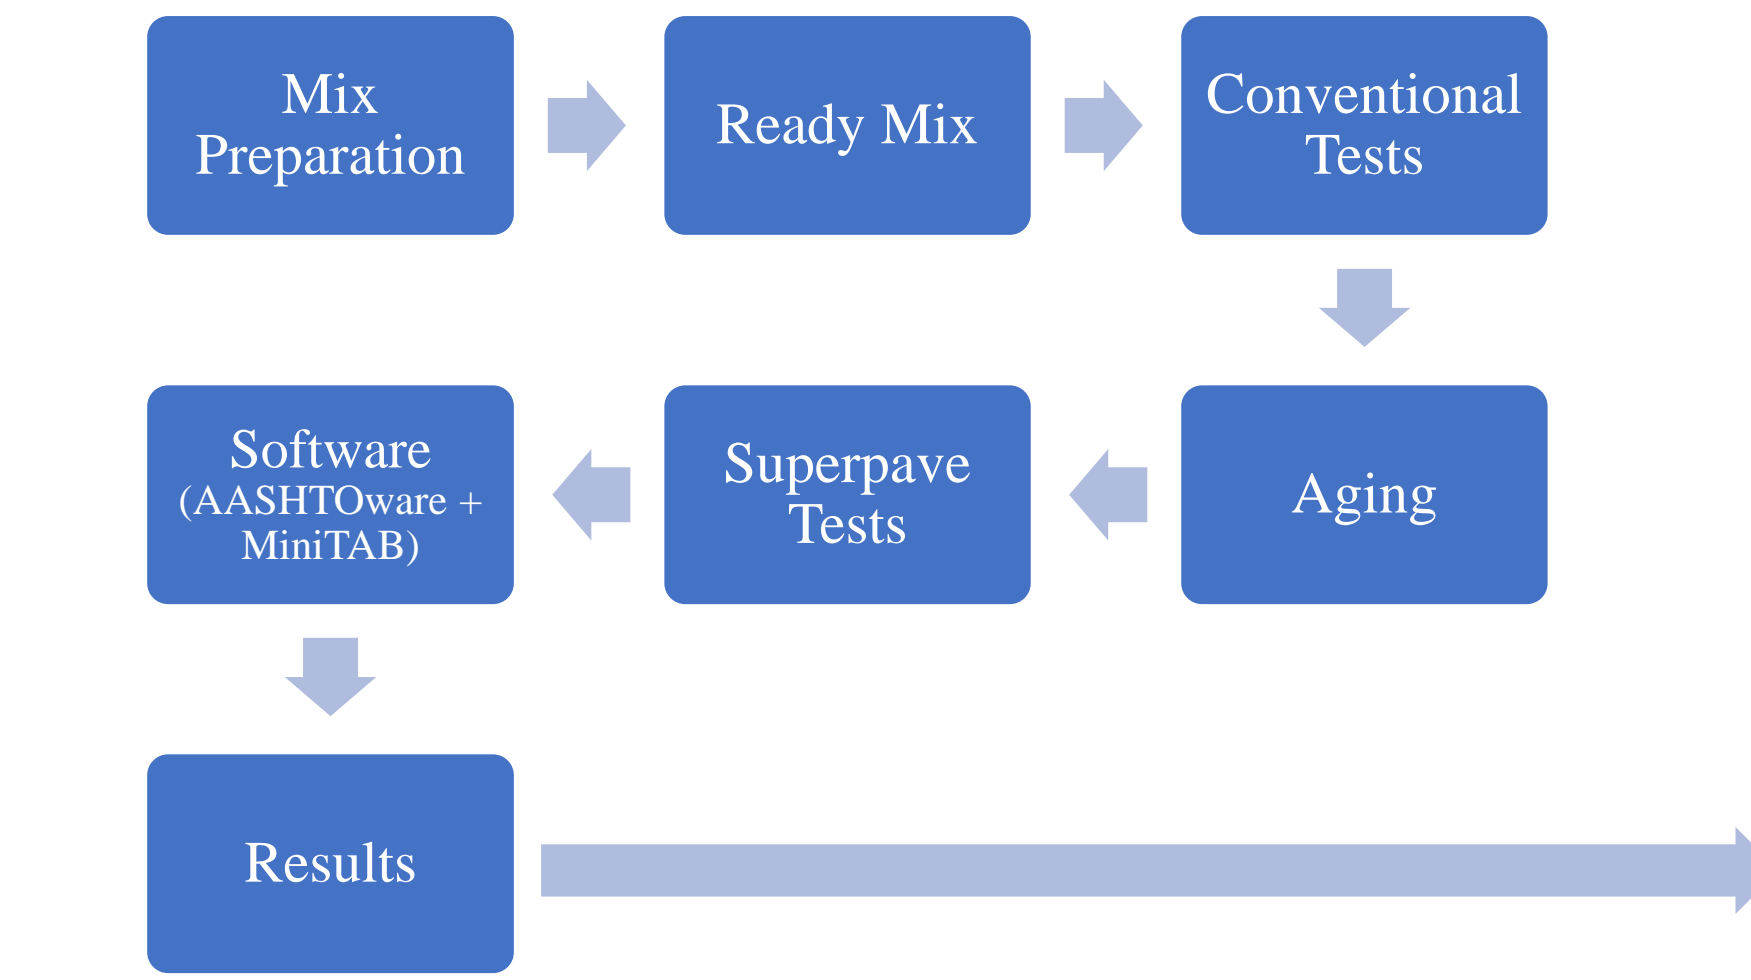 Mix
Preparation
Ready Mix
Conventional
Tests
Aging
Superpave
Tests
Software
(AASHTOware +
MiniTAB)
Results